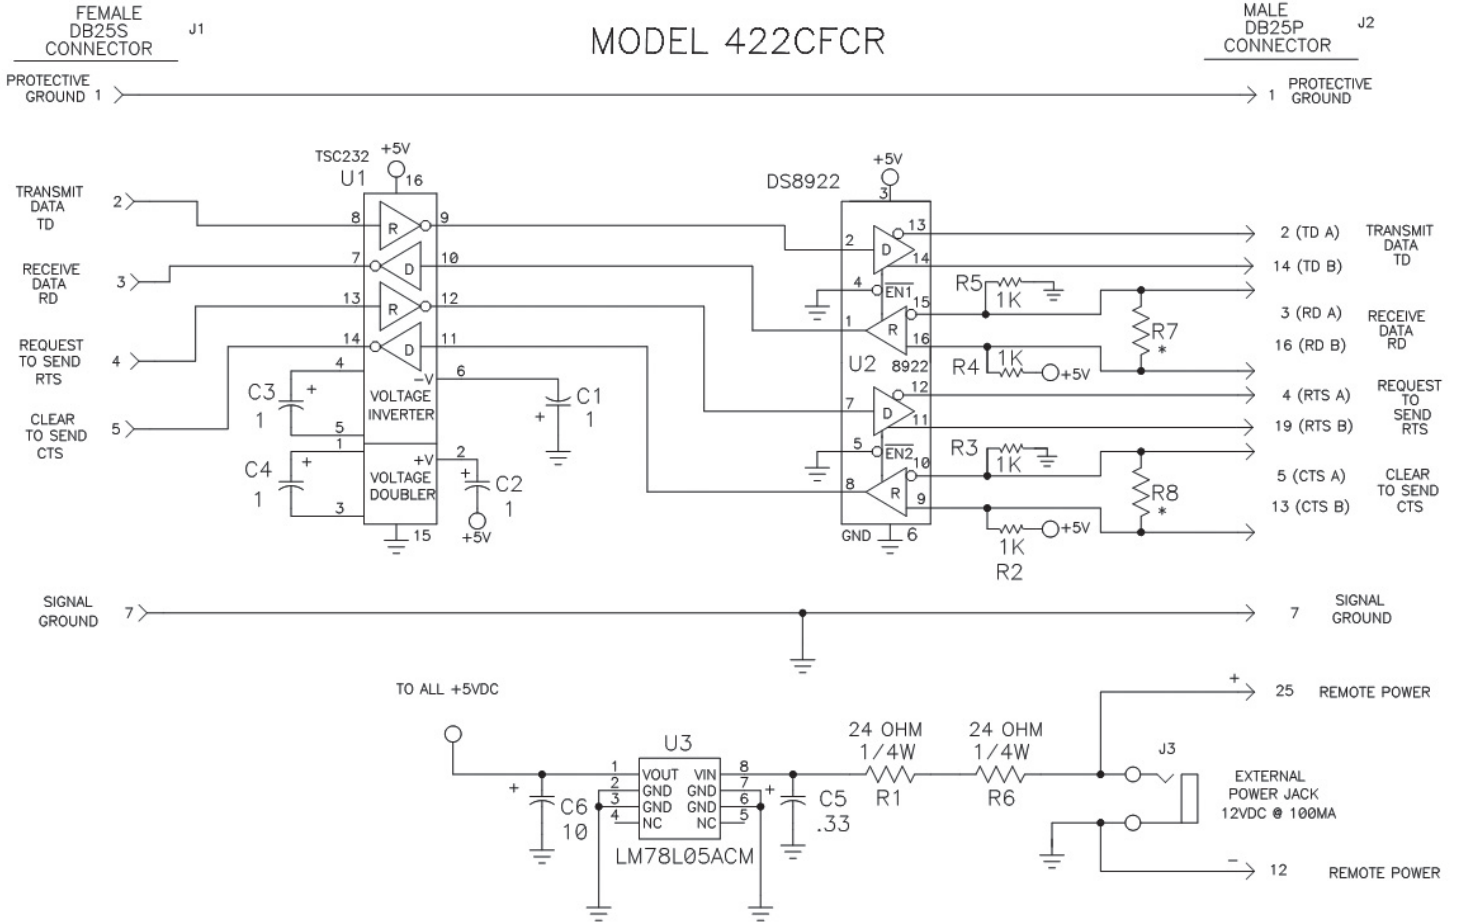 FEMALE
DB25S
CONNECTOR
J1
MODEL 422CFCR
MALE
DB25P
CONNECTOR
J2
PROTECTIVE
GROUND 1
1 PROTECTIVE
GROUND
TRANSMIT
DATA
TD
2
RECEIVE
DATA
RD
3
REQUEST
TO SEND
RTS
4
CLEAR
TO SEND
CTS
5
TSC232
U1
+5V
16
8
R
9
7
D
10
13
R
12
14
D
11
4
C3
1
+
5
-V
6
VOLTAGE
INVERTER
+
C1
1
1
C4
1
+
3
+V
2
VOLTAGE
DOUBLER
+
C2
1
+5V
15
DS8922
+5V
3
2
D
13
14
4
EN1
15
1
R
16
U2
8922
7
D
12
11
5
EN2
10
8
R
9
GND
6
R5
1K
R4
1K
+5V
R7
*
R3
1K
1K
R2
+5V
R8
*
2 (TD A)
14 (TD B)
TRANSMIT
DATA
TD
3 (RD A)
16 (RD B)
RECEIVE
DATA
RD
4 (RTS A)
19 (RTS B)
REQUEST
TO
SEND
RTS
5 (CTS A)
13 (CTS B)
CLEAR
TO SEND
CTS
SIGNAL
GROUND
7
7
SIGNAL
GROUND
TO ALL +5VDC
+
C6
10
U3
1
2
3
4
VOUT
GND
GND
NC
VIN
GND
GND
NC
8
7
6
5
LM78L05ACM
+
C5
.33
24 OHM
1/4W
R1
24 OHM
1/4W
R6
+
25 REMOTE POWER
J3
EXTERNAL
POWER JACK
12VDC @ 100MA
-
12 REMOTE POWER